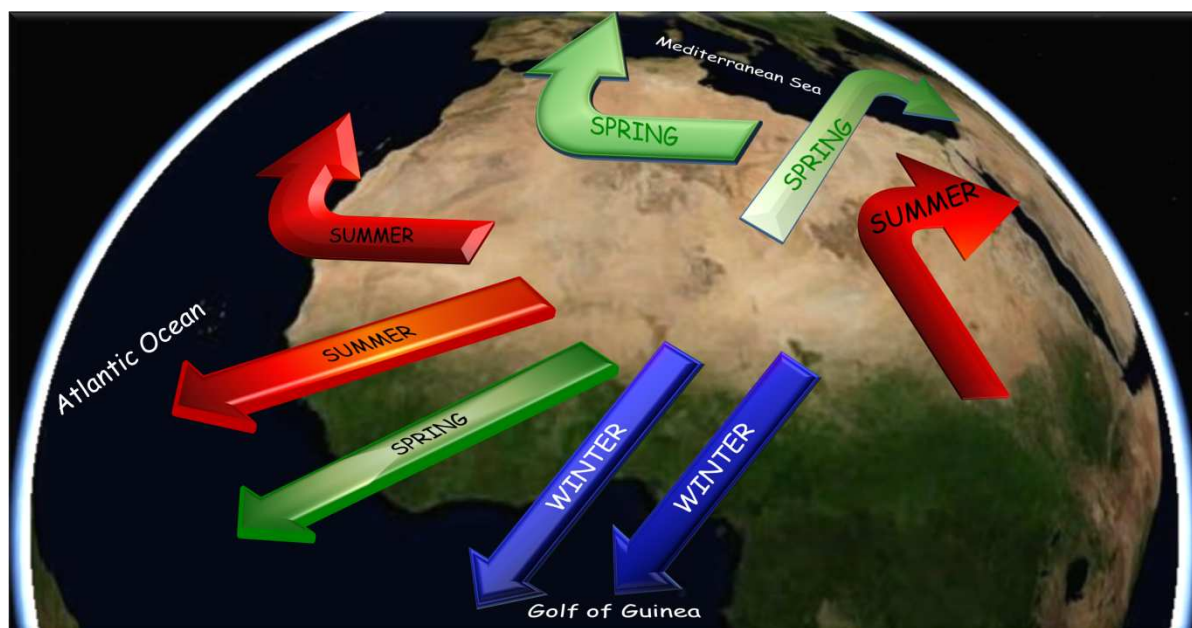 Mediterranean Sea
SPRING
SPRING
SUMMER
SUMMER
SUMMER
Atlantic Ocean
SPRING
WINTER
WINTER
Golf of Guinea